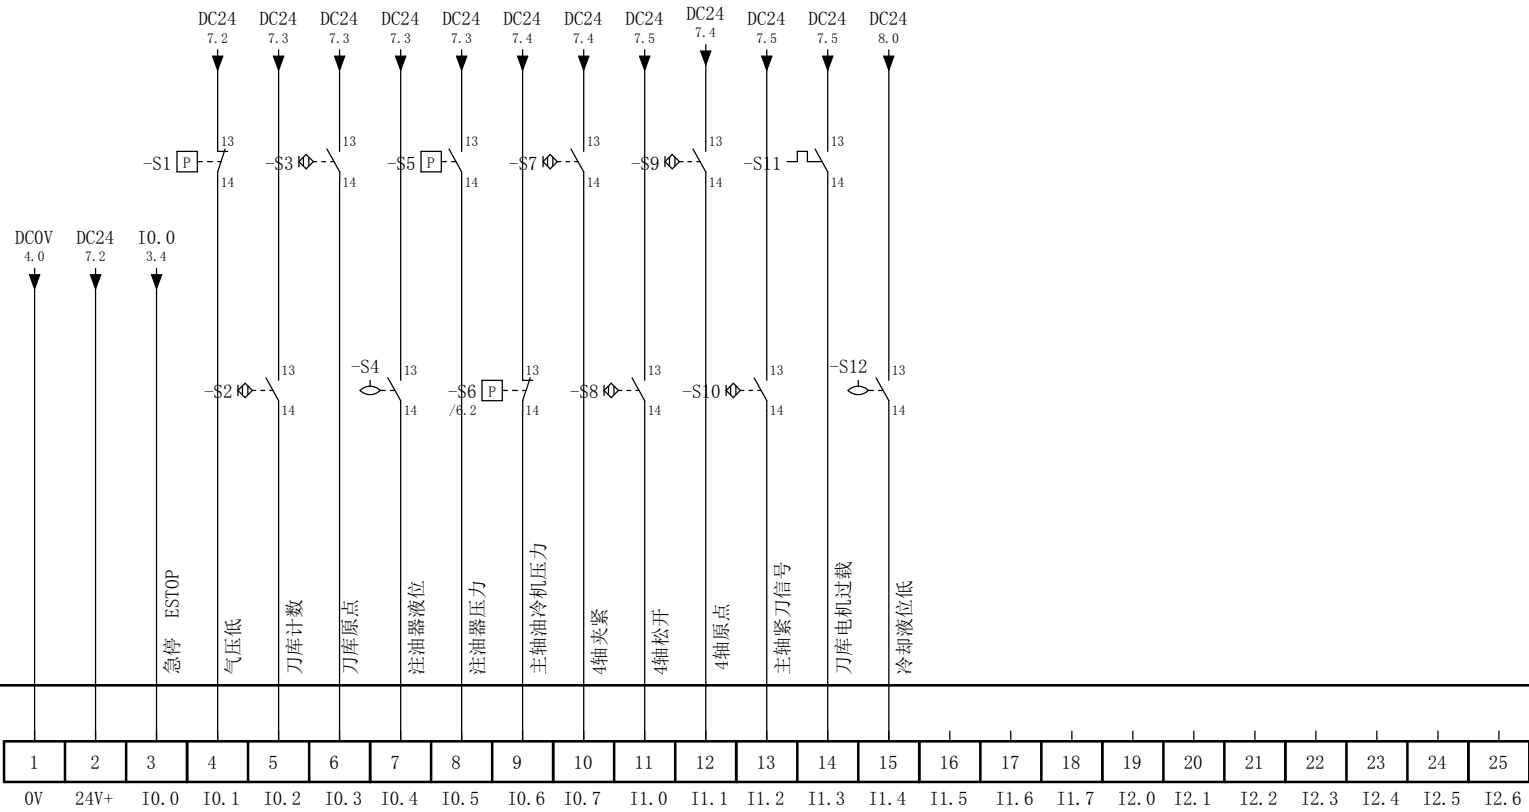 DC24 DC24 DC24 DC24 DC24 DC24 DC24 DC24 DC24 DC24 DC24 DC24
7.2 7.3 7.3 7.3 7.3 7.4 7.4 7.5 7.4 7.5 7.5 8.0
13 13 13 13 13 13
-S1 P -S3 -S5 P -S7 -S9 -S11
14 14 14 14 14 14
DC0V DC24 I0.0
4.0 7.2 3.4
-S4 -S12
13 13 13 13 13 13
-S2 -S6 P -S8 -S10
/6.2
14 14 14 14 14 14
急停 ESTOP
气压低
刀库计数
刀库原点
注油器液位
注油器压力
主轴油冷机压力
4轴夹紧
4轴松开
4轴原点
主轴紧刀信号
刀库电机过载
冷却液位低
1 2 3 4 5 6 7 8 9 10 11 12 13 14 15 16 17 18 19 20 21 22 23 24 25
0V 24V+ I0.0 I0.1 I0.2 I0.3 I0.4 I0.5 I0.6 I0.7 I1.0 I1.1 I1.2 I1.3 I1.4 I1.5 I1.6 I1.7 I2.0 I2.1 I2.2 I2.3 I2.4 I2.5 I2.6